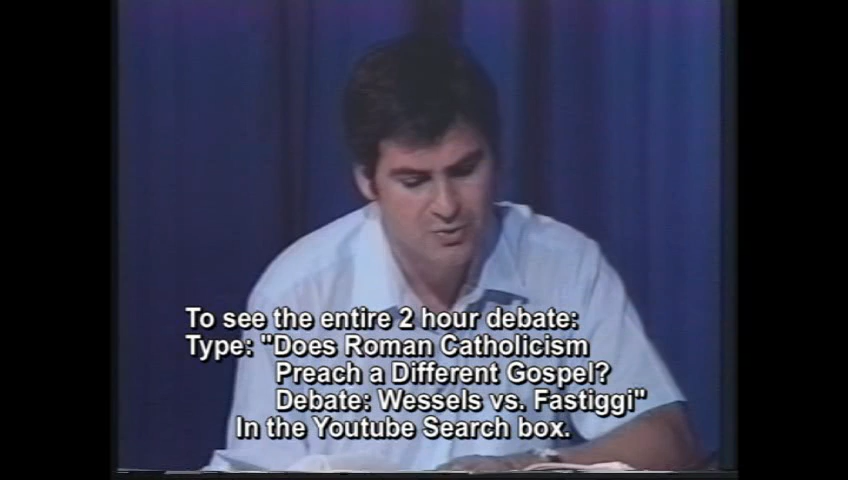 To see the entire 2 hour debate:
Type: "Does Roman Catholicism
Preach a Different Gospel?
Debate: Wessels vs. Fastiggi"
In the Youtube Search box.